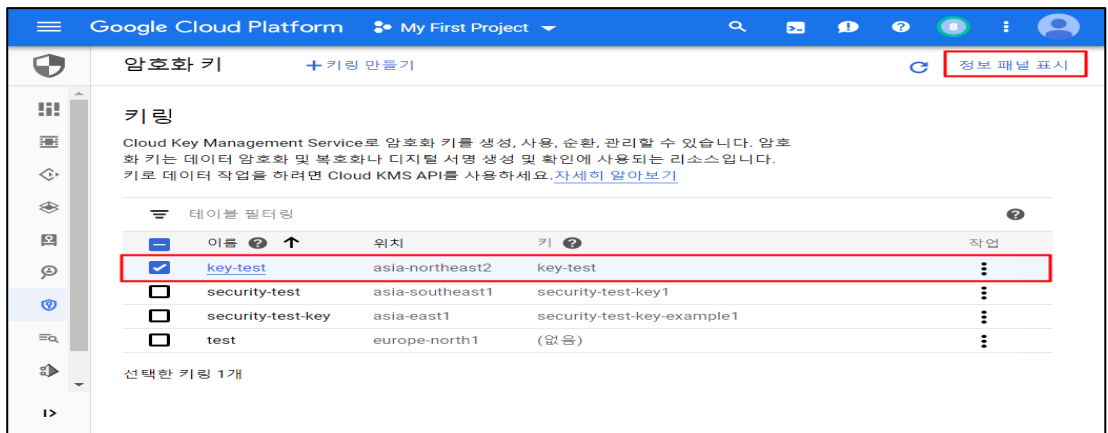 Google Cloud Platform My First Project 8
암호화 키 키링 만들기 정보 패널 표시
키링
Cloud Key Management Service로 암호화 키를 생성, 사용, 순환, 관리할 수 있습니다. 암호
화 키는 데이터 암호화 및 복호화나 디지털 서명 생성 및 확인에 사용되는 리소스입니다.
키로 데이터 작업을 하려면 Cloud KMS API를 사용하세요.자세히 알아보기
테이블 필터링
이름 위치 키 작업
key-test asia-northeast2 key-test
security-test asia-southeast1 security-test-key1
security-test-key asia-east1 security-test-key-example1
test europe-north1 (없음)
선택한 키링 1개